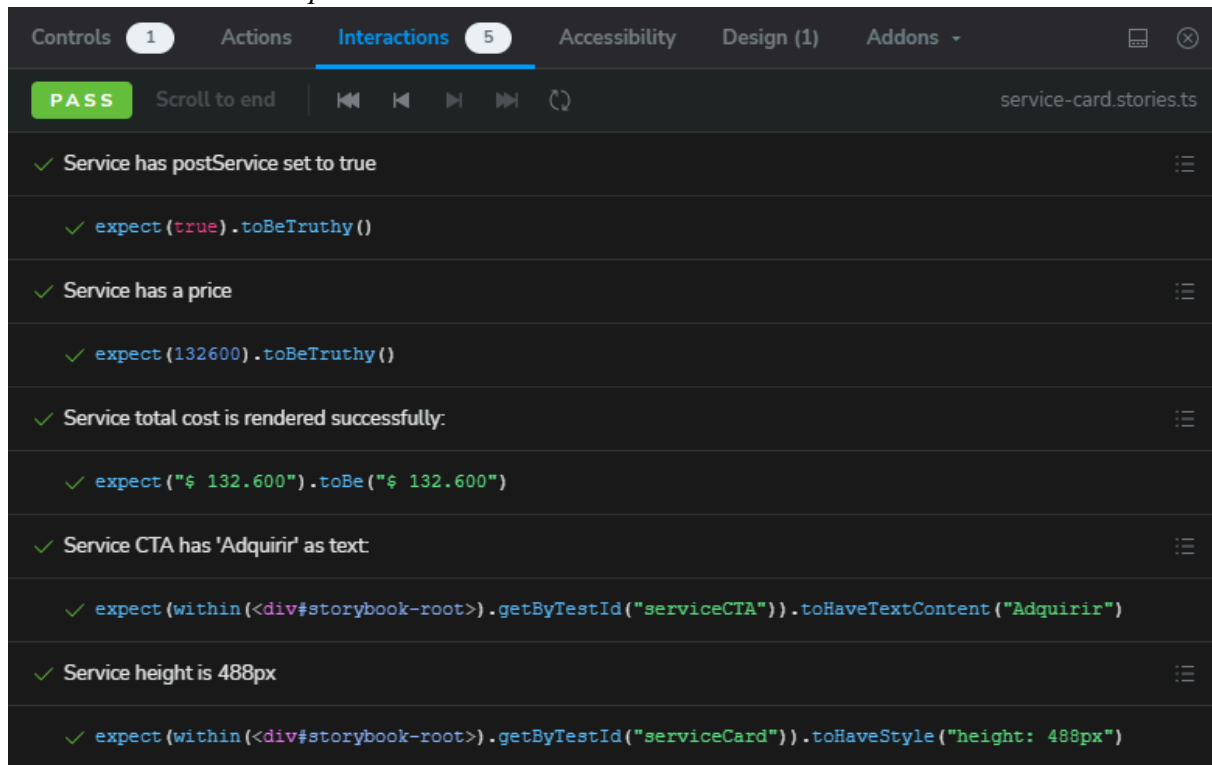 Controls 1 Actions Interactions 5 Accessibility Design (1) Addons
PASS Scroll to end service-card.stories.ts
Service has postService set to true
expect(true).toBeTruthy()
Service has a price
expect(132600).toBeTruthy()
Service total cost is rendered successfully:
expect("$ 132.600").toBe("$ 132.600")
Service CTA has 'Adquirir' as text:
expect(within(<div#storybook-root>).getByTestId("serviceCTA")).toHaveTextContent("Adquirir")
Service height is 488px
expect(within(<div#storybook-root>).getByTestId("serviceCard")).toHaveStyle("height: 488px")